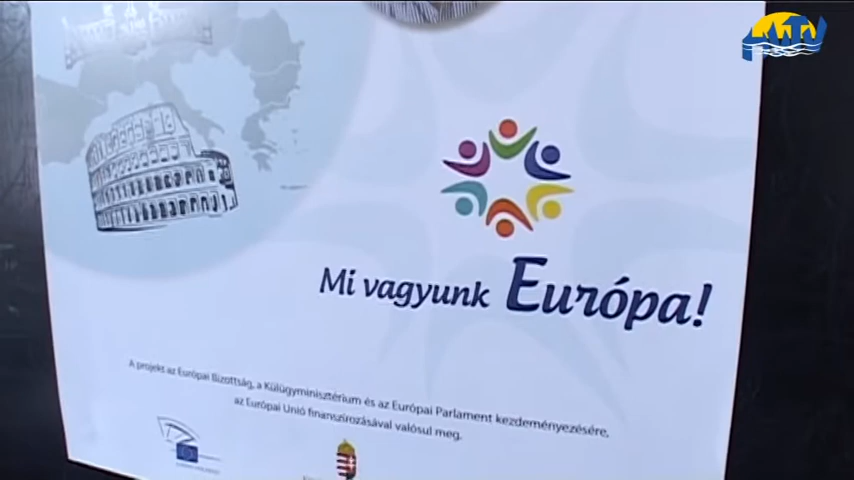 Mi vagyunk Európa!
A projekt az Európai Bizottság, a Külügyminisztérium és az Európai Parlament kezdeményezésére,
az Európai Unió finanszírozásával valósul meg.